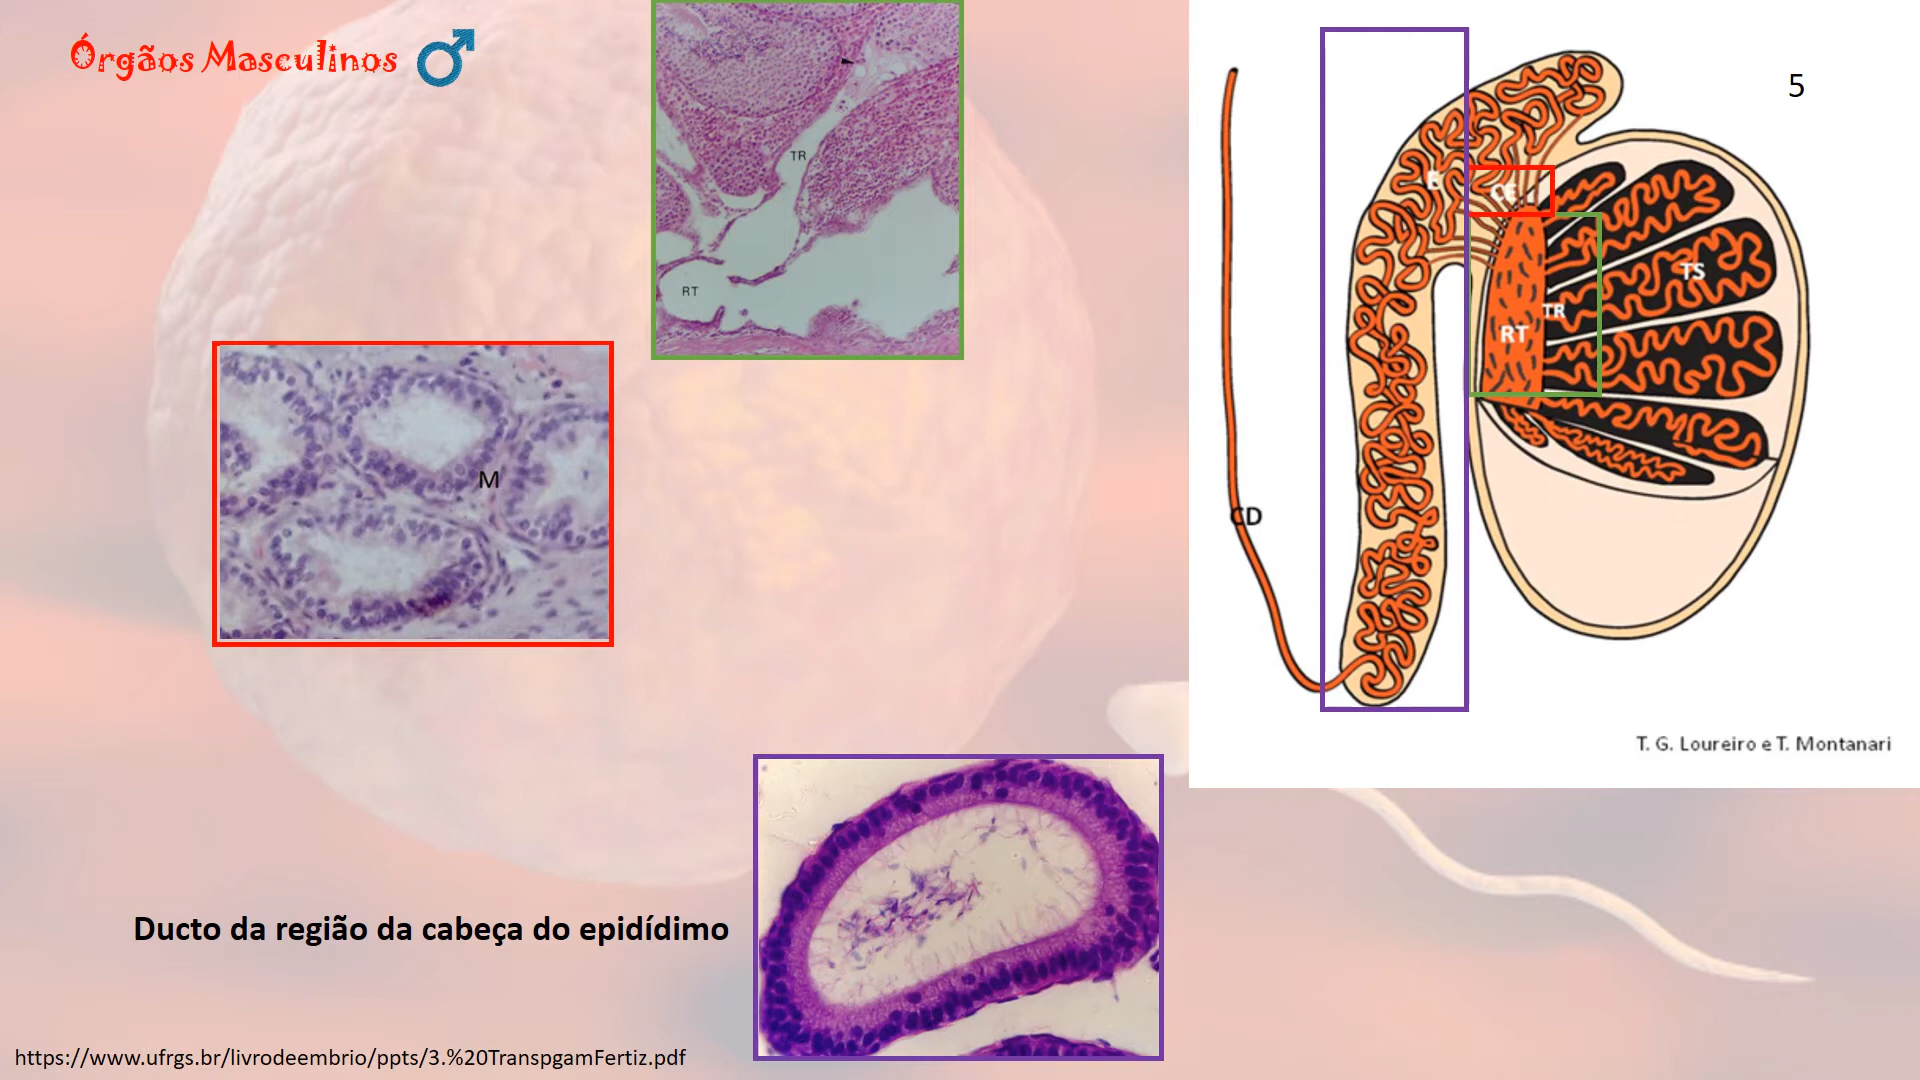 Órgãos Masculinos
5
TR
RT
M
E
CE
TS
TR
RT
CD
T. G. Loureiro e T. Montanari
Ducto da região da cabeça do epidídimo
https://www.ufrgs.br/livrodeembrio/ppts/3.%20TranspgamFertiz.pdf